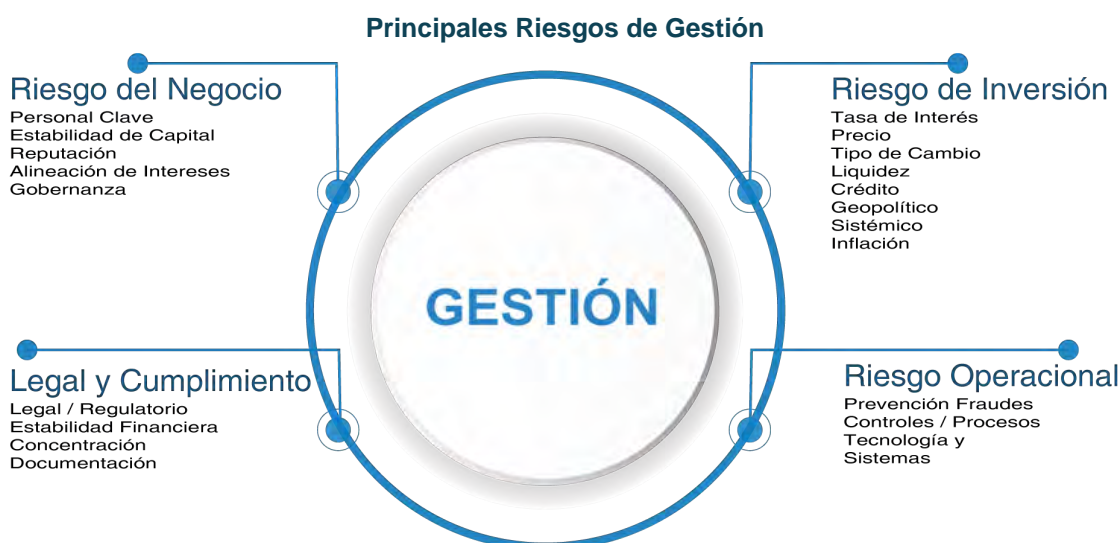 Principales Riesgos de Gestión
Riesgo del Negocio
Personal Clave
Estabilidad de Capital
Reputación
Alineación de Intereses
Gobernanza
Riesgo de Inversión
Tasa de Interés
Precio
Tipo de Cambio
Liquidez
Crédito
Geopolítico
Sistémico
Inflación
GESTIÓN
Legal y Cumplimiento
Legal / Regulatorio
Estabilidad Financiera
Concentración
Documentación
Riesgo Operacional
Prevención Fraudes
Controles / Procesos
Tecnología y
Sistemas